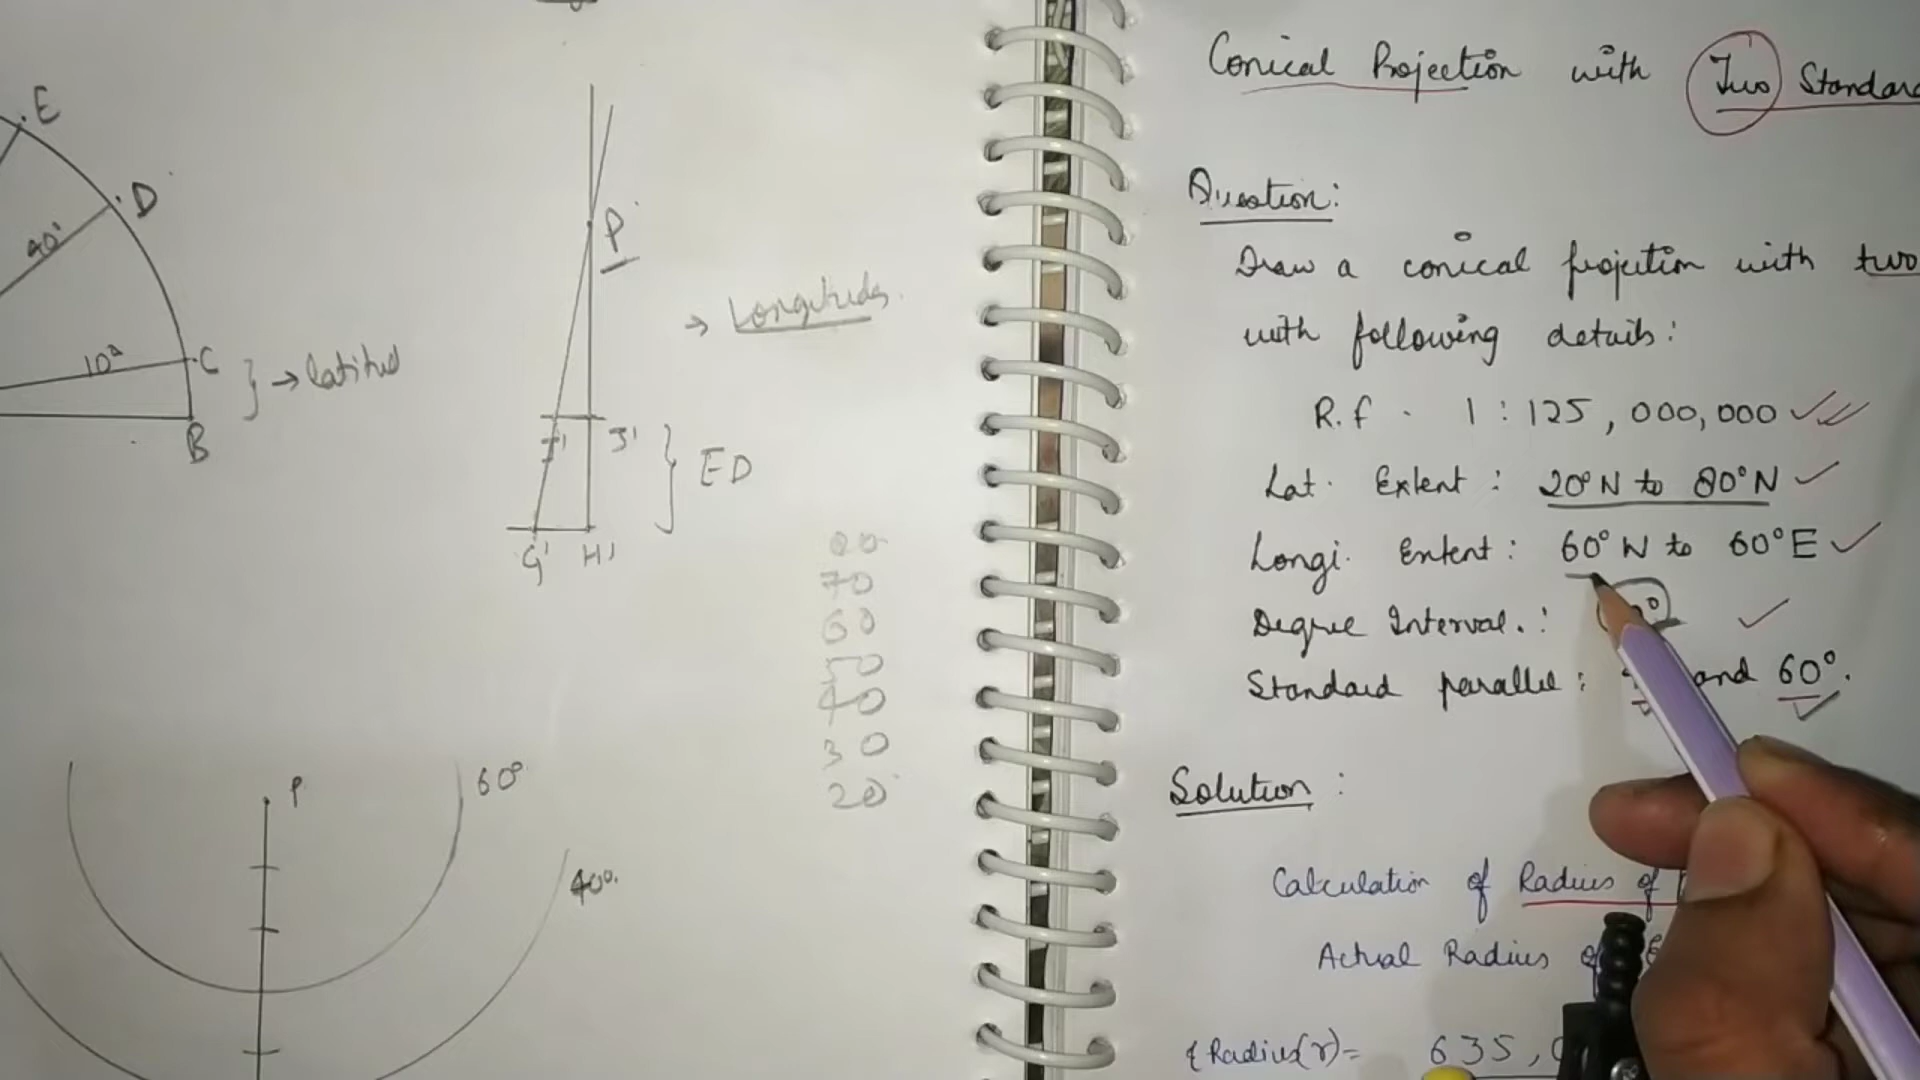 E
D
40°
10°
C
B
} → latitud
P
→ Longitudes.
I'
J'
} ED
G'
H'
80
70
60
50
40
30
20
P
60°
40°
Conical Projection with Two Standard
Question:
Draw a conical projection with two
with following details:
R.f. 1 : 125,000,000
Lat. Extent : 20°N to 80°N
Longi. Extent : 60°W to 60°E
Degree Interval. :
Standard parallel : and 60°.
Solution :
Calculation of Radius of
Actual Radius
{Radius(r)= 635,0